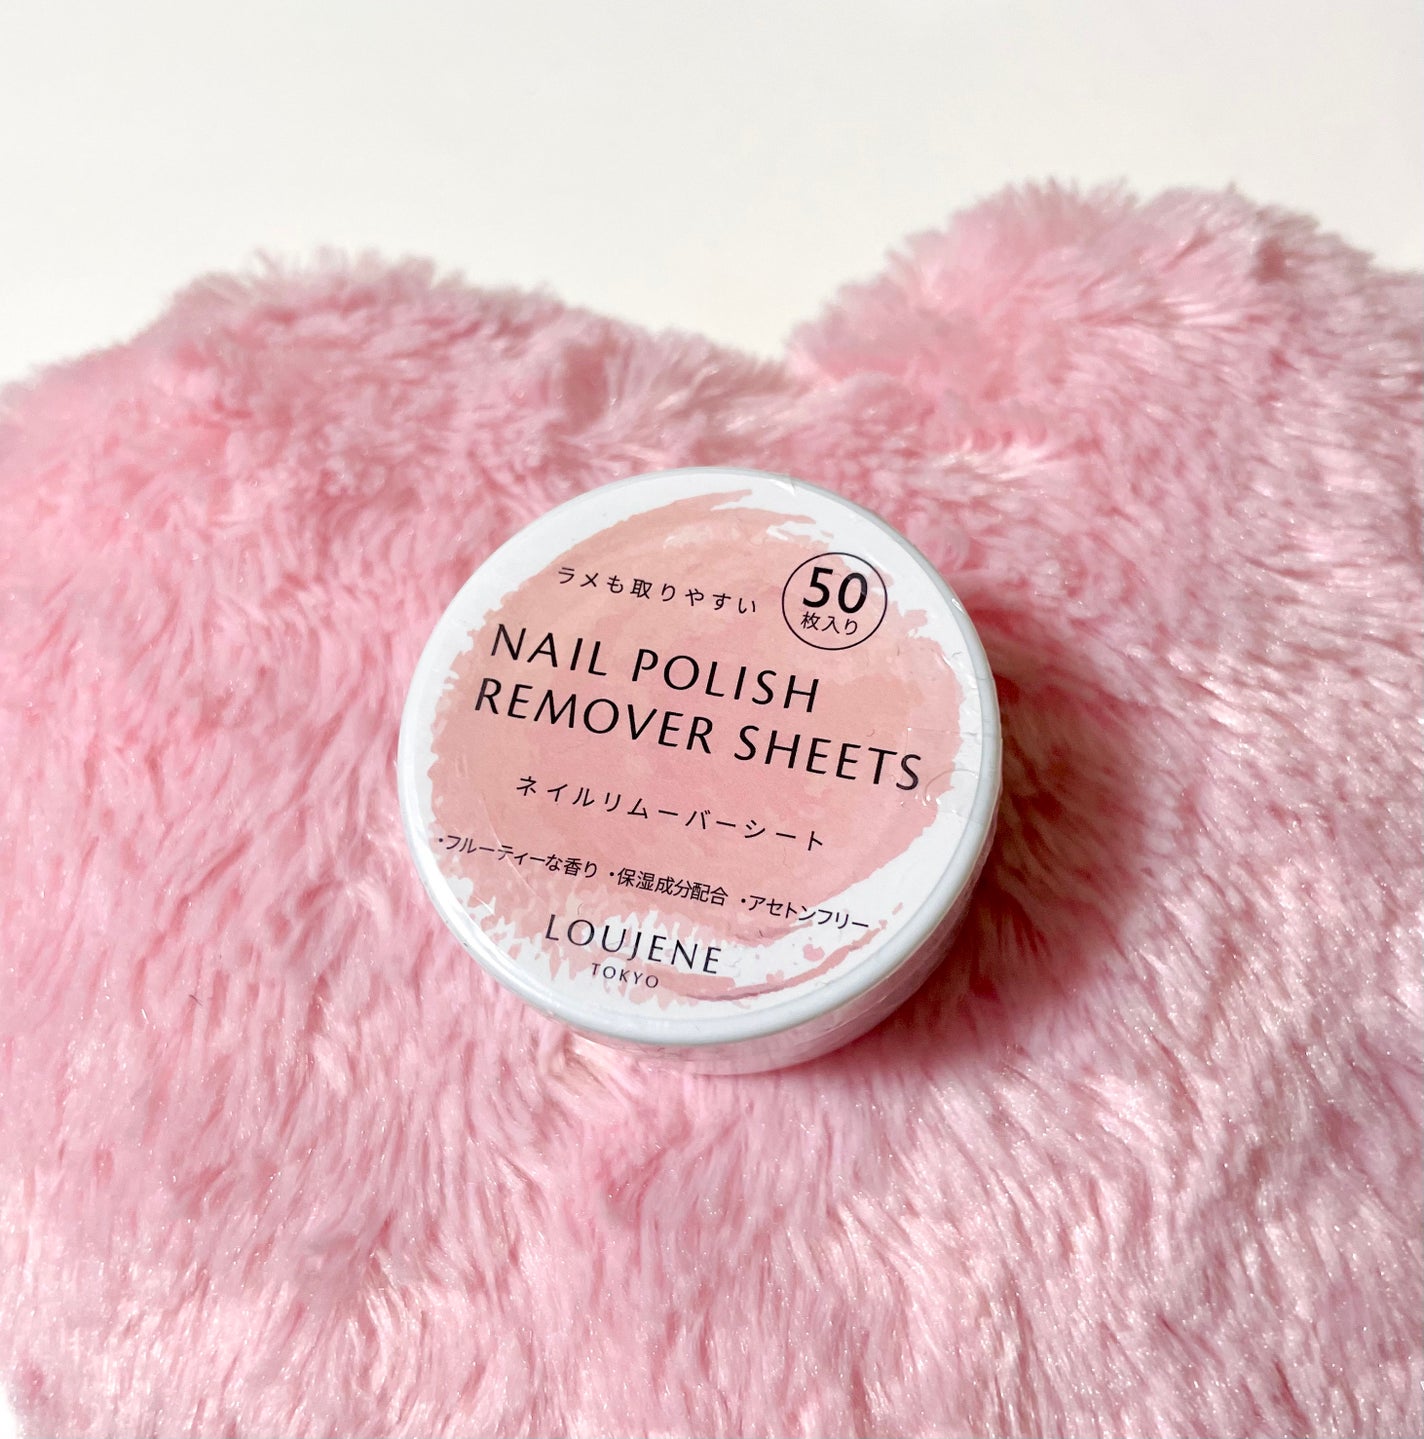 ラメも取りやすい
50
枚入り
NAIL POLISH
REMOVER SHEETS
ネイルリムーバーシート
・フルーティーな香り ・保湿成分配合 ・アセトンフリー
LOUJENE
TOKYO